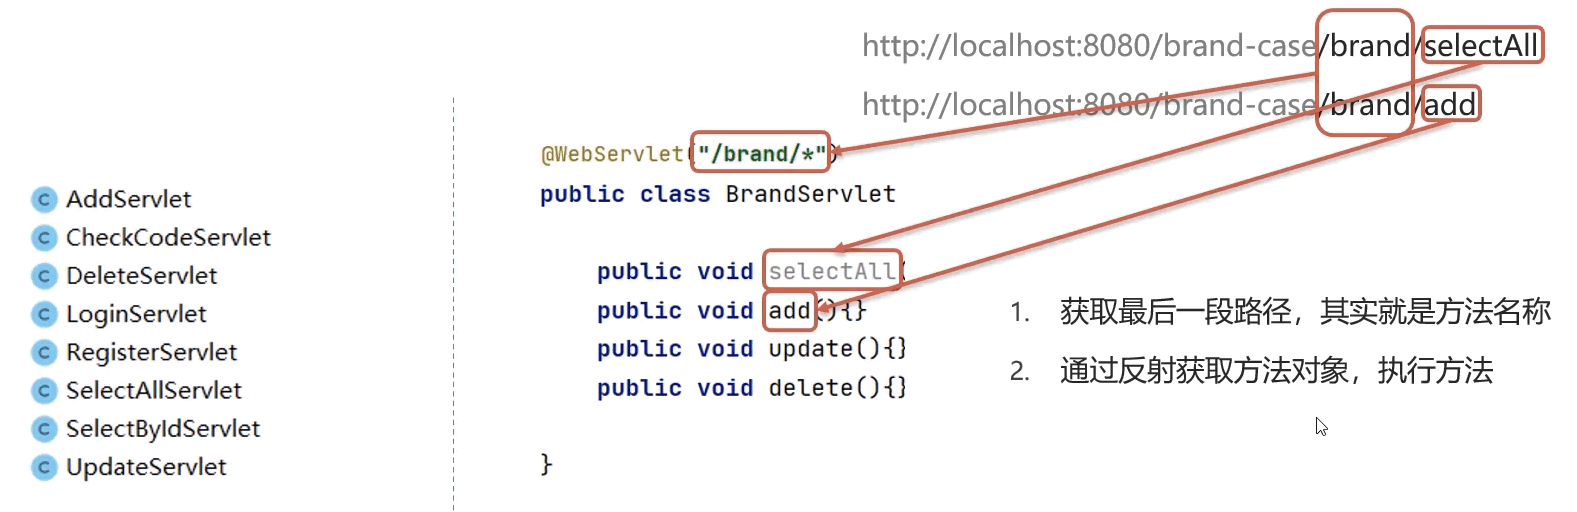 http://localhost:8080/brand-case/brand/selectAll
http://localhost:8080/brand-case/brand/add
AddServlet
CheckCodeServlet
DeleteServlet
LoginServlet
RegisterServlet
SelectAllServlet
SelectByIdServlet
UpdateServlet
@WebServlet("/brand/*")
public class BrandServlet
public void selectAll(
public void add(){}
public void update(){}
public void delete(){}
}
1. 获取最后一段路径，其实就是方法名称
2. 通过反射获取方法对象，执行方法